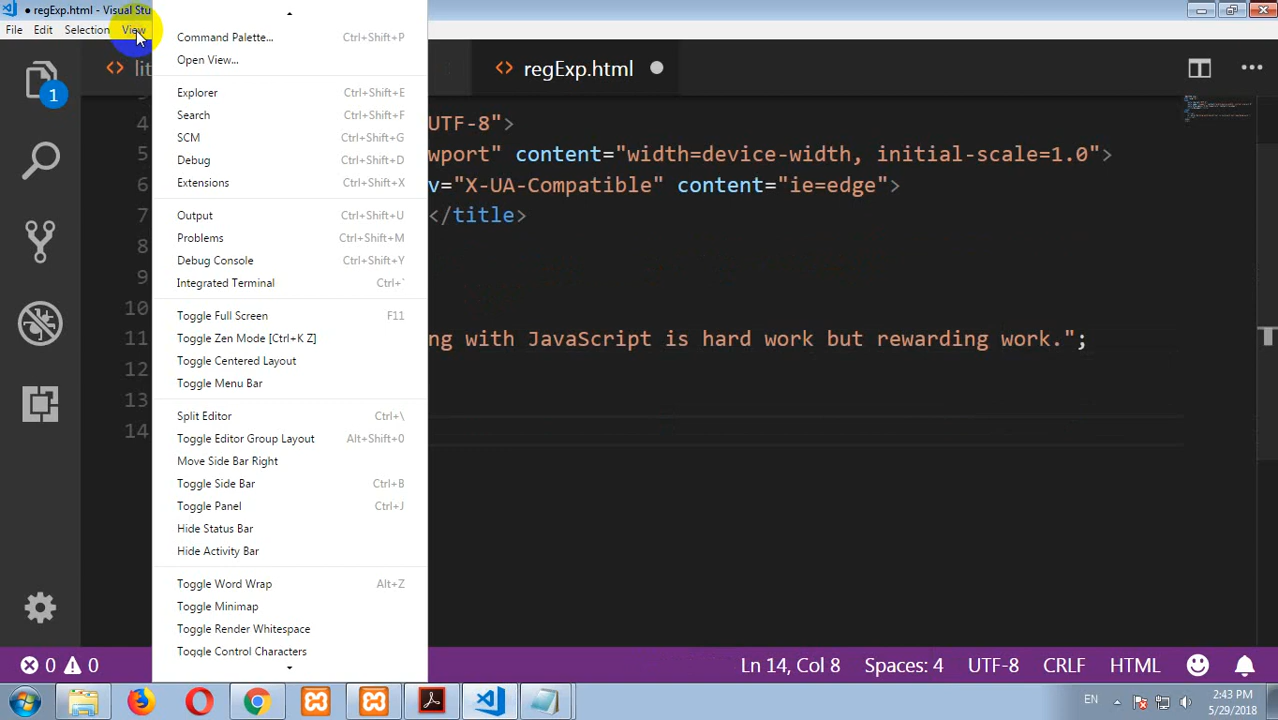 • regExp.html - Visual Stu
File Edit Selection View
Command Palette... Ctrl+Shift+P
Open View...
Explorer Ctrl+Shift+E
Search Ctrl+Shift+F
SCM Ctrl+Shift+G
Debug Ctrl+Shift+D
Extensions Ctrl+Shift+X
Output Ctrl+Shift+U
Problems Ctrl+Shift+M
Debug Console Ctrl+Shift+Y
Integrated Terminal Ctrl+`
Toggle Full Screen F11
Toggle Zen Mode [Ctrl+K Z]
Toggle Centered Layout
Toggle Menu Bar
Split Editor Ctrl+\
Toggle Editor Group Layout Alt+Shift+0
Move Side Bar Right
Toggle Side Bar Ctrl+B
Toggle Panel Ctrl+J
Hide Status Bar
Hide Activity Bar
Toggle Word Wrap Alt+Z
Toggle Minimap
Toggle Render Whitespace
Toggle Control Characters
1
<> lit
<> regExp.html
4 UTF-8">
5 wport" content="width=device-width, initial-scale=1.0">
6 v="X-UA-Compatible" content="ie=edge">
7 </title>
8
9
10
11 ng with JavaScript is hard work but rewarding work.";
12
13
14
0 0
Ln 14, Col 8 Spaces: 4 UTF-8 CRLF HTML
EN
2:43 PM
5/29/2018